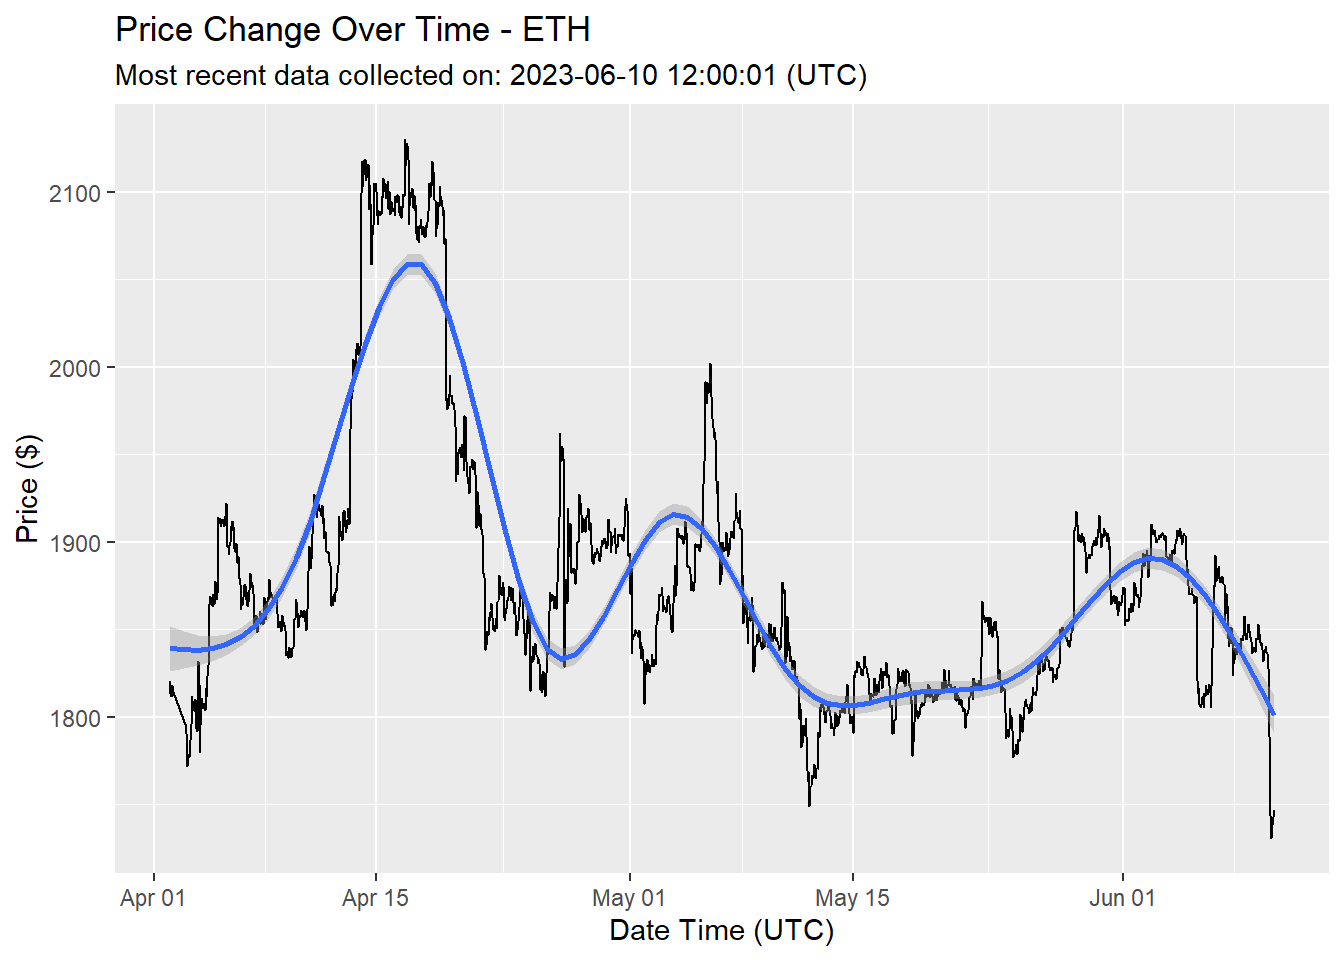 Price Change Over Time - ETH
Most recent data collected on: 2023-06-10 12:00:01 (UTC)
Price ($)
2100
2000
1900
1800
Apr 01 Apr 15 May 01 May 15 Jun 01
Date Time (UTC)